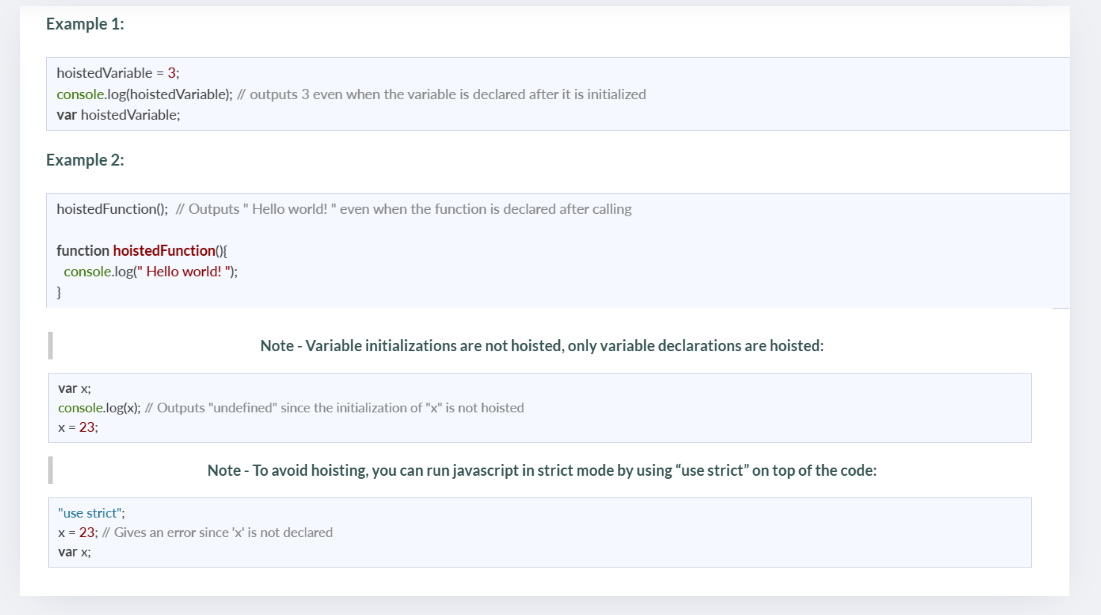 Example 1:
hoistedVariable = 3;
console.log(hoistedVariable); // outputs 3 even when the variable is declared after it is initialized
var hoistedVariable;
Example 2:
hoistedFunction();  // Outputs " Hello world! " even when the function is declared after calling
function hoistedFunction(){
  console.log(" Hello world! ");
}
Note - Variable initializations are not hoisted, only variable declarations are hoisted:
var x;
console.log(x); // Outputs "undefined" since the initialization of "x" is not hoisted
x = 23;
Note - To avoid hoisting, you can run javascript in strict mode by using “use strict” on top of the code:
"use strict";
x = 23; // Gives an error since 'x' is not declared
var x;